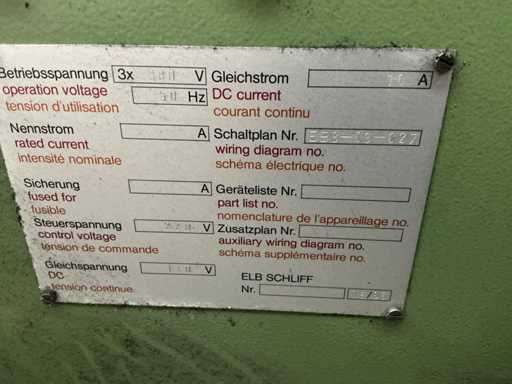 Betriebsspannung 3x V
operation voltage Hz
tension d'utilisation
Gleichstrom A
DC current
courant continu
Nennstrom A
rated current
intensité nominale
Schaltplan Nr.
wiring diagram no.
schéma électrique no.
Sicherung A
fused for
fusible
Geräteliste Nr.
part list no.
nomenclature de l'appareillage no.
Steuerspannung V
control voltage
tension de commande
Zusatzplan Nr.
auxiliary wiring diagram no.
schéma supplémentaire no.
Gleichspannung V
DC
tension continue
ELB SCHLIFF
Nr.